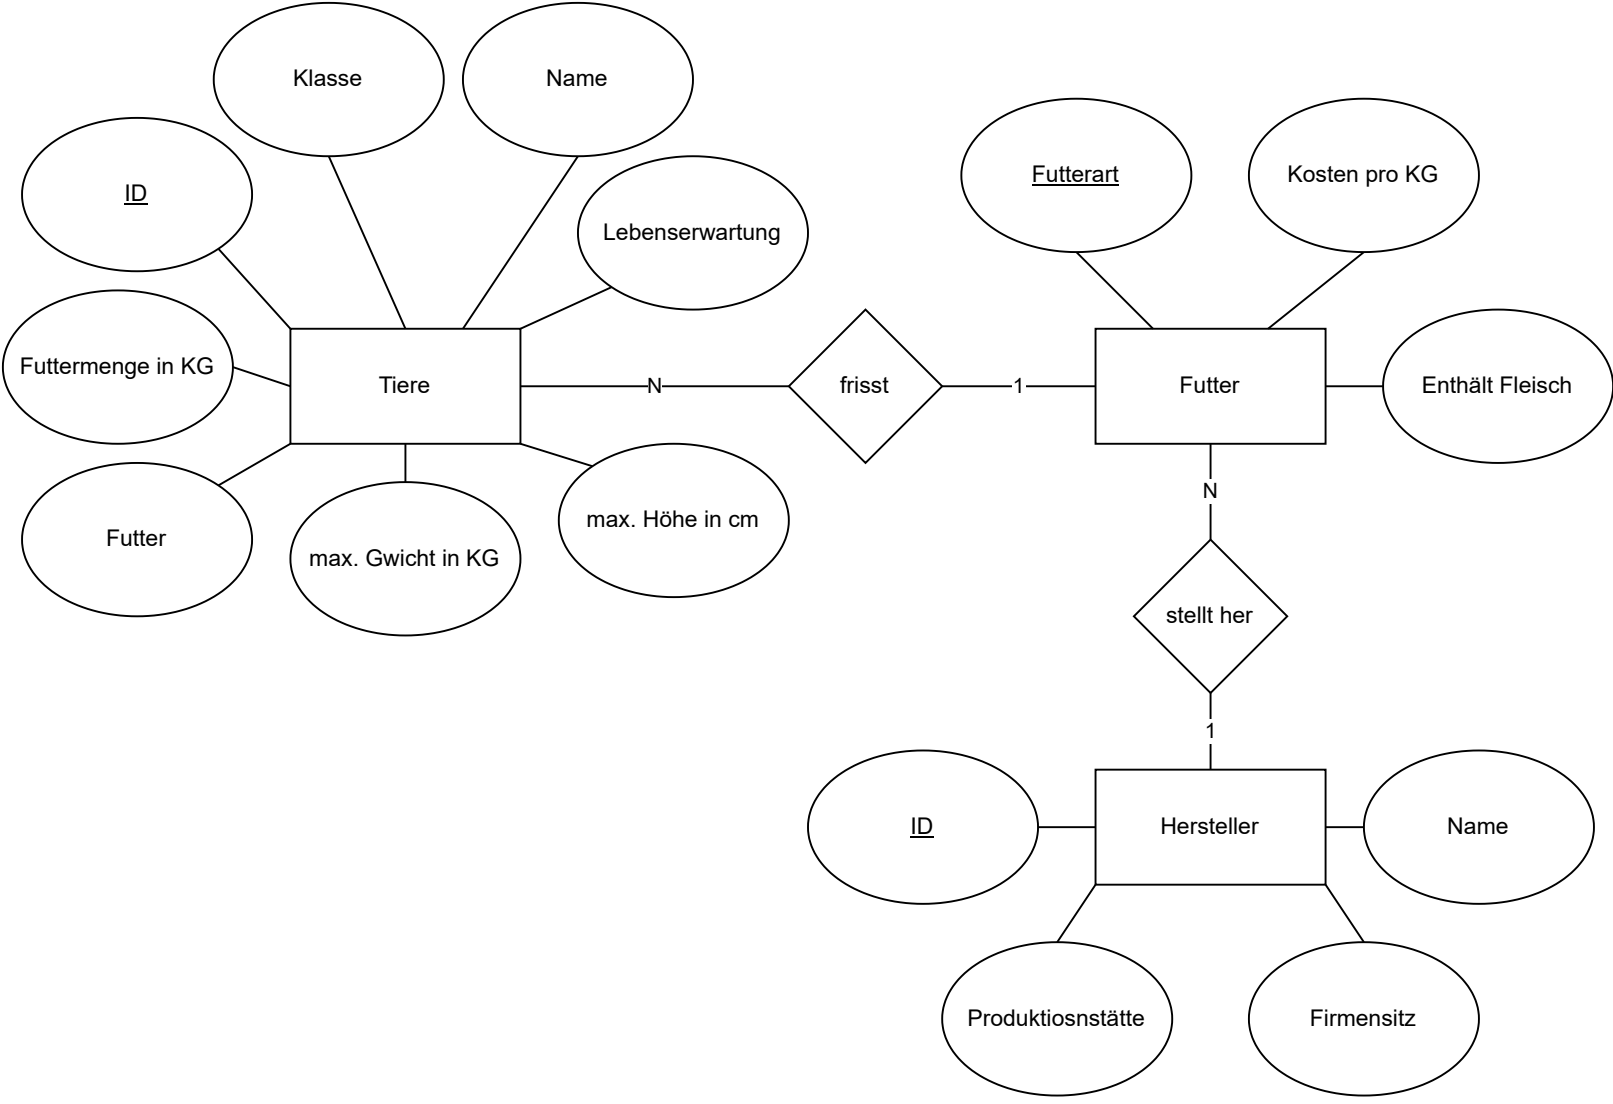 Klasse
Name
ID
Futterart
Kosten pro KG
Lebenserwartung
Futtermenge in KG
Tiere
N
frisst
1
Futter
Enthält Fleisch
N
max. Höhe in cm
Futter
max. Gwicht in KG
stellt her
1
ID
Hersteller
Name
Produktiosnstätte
Firmensitz